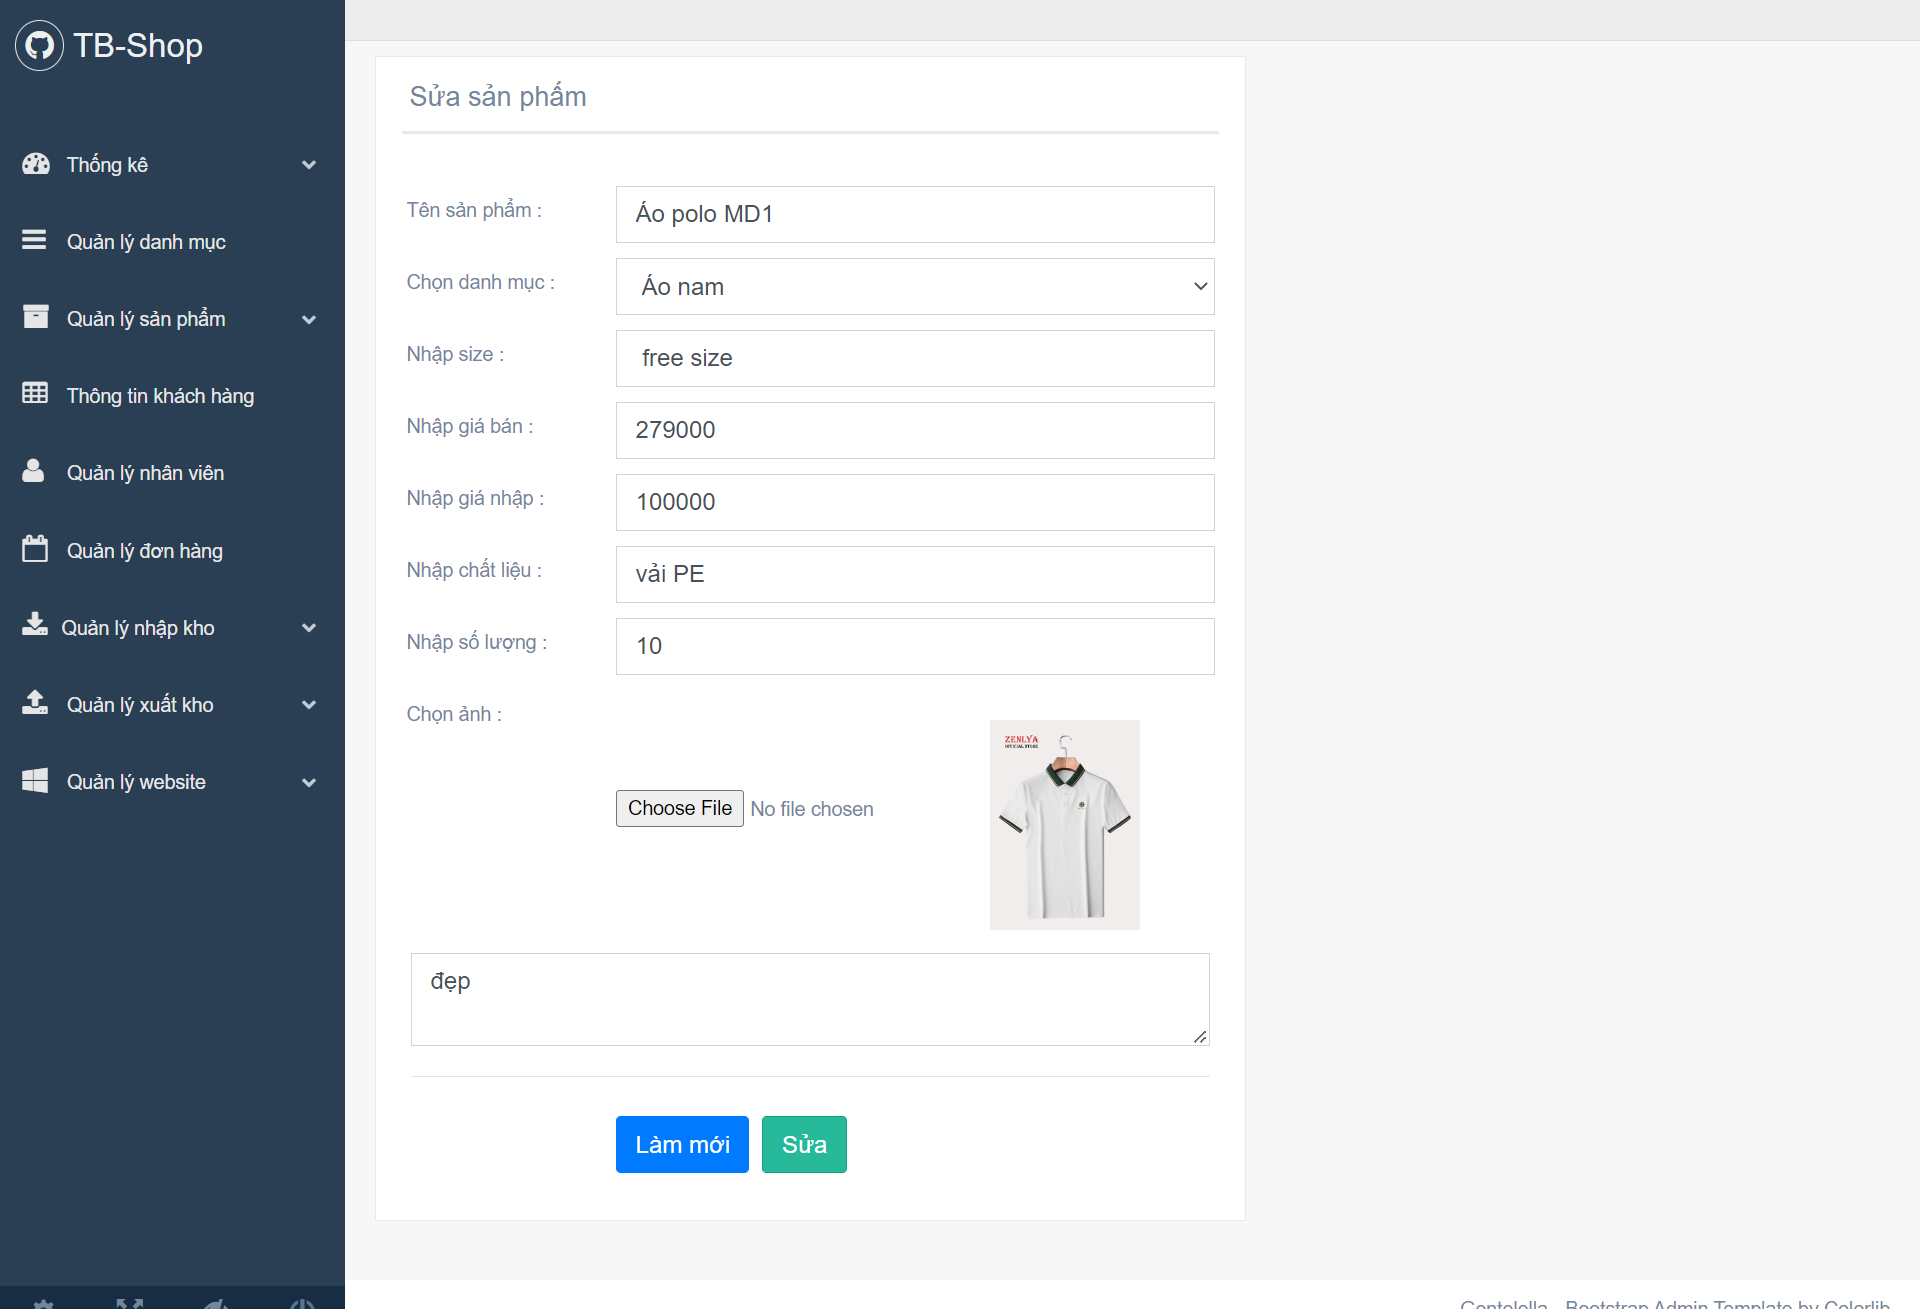 TB-Shop
Thống kê
Quản lý danh mục
Quản lý sản phẩm
Thông tin khách hàng
Quản lý nhân viên
Quản lý đơn hàng
Quản lý nhập kho
Quản lý xuất kho
Quản lý website
Sửa sản phẩm
Tên sản phẩm :
Áo polo MD1
Chọn danh mục :
Áo nam
Nhập size :
free size
Nhập giá bán :
279000
Nhập giá nhập :
100000
Nhập chất liệu :
vải PE
Nhập số lượng :
10
Chọn ảnh :
Choose File No file chosen
ZENLYA
OFFICIAL STORE
đẹp
Làm mới
Sửa
Gentelella - Bootstrap Admin Template by Colorlib